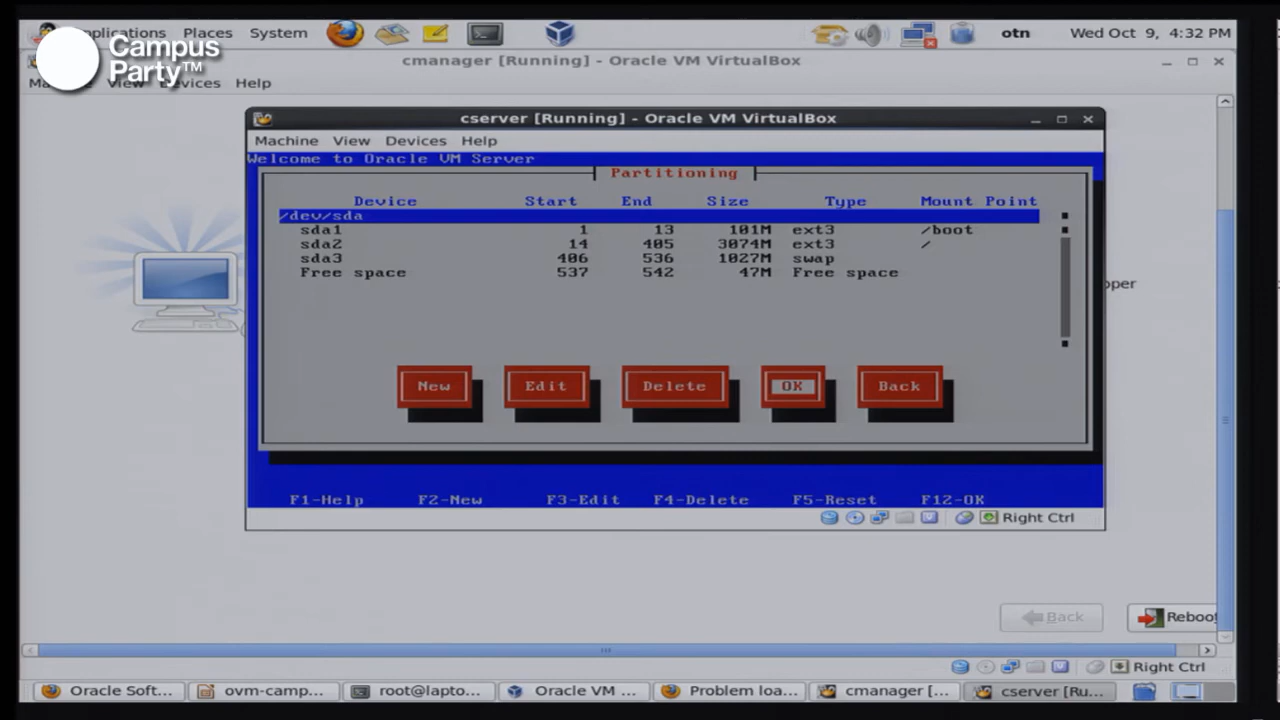 Applications Places System
otn
Wed Oct 9, 4:32 PM
Campus
Party™
cmanager [Running] - Oracle VM VirtualBox
View Devices Help
cserver [Running] - Oracle VM VirtualBox
Machine View Devices Help
Welcome to Oracle VM Server
Partitioning
Device Start End Size Type Mount Point
/dev/sda
sda1 1 13 101M ext3 /boot
sda2 14 405 3074M ext3 /
sda3 406 536 1027M swap
Free space 537 542 47M Free space
New Edit Delete OK Back
F1-Help F2-New F3-Edit F4-Delete F5-Reset F12-OK
Right Ctrl
oper
Back Reboo
Right Ctrl
Oracle Soft... ovm-camp... root@lapto... Oracle VM ... Problem loa... cmanager [... cserver [Ru...